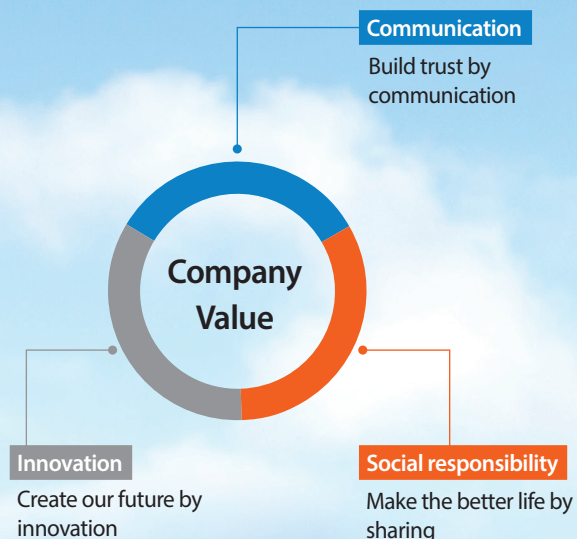 Communication
Build trust by
communication
Company
Value
Innovation
Create our future by
innovation
Social responsibility
Make the better life by
sharing